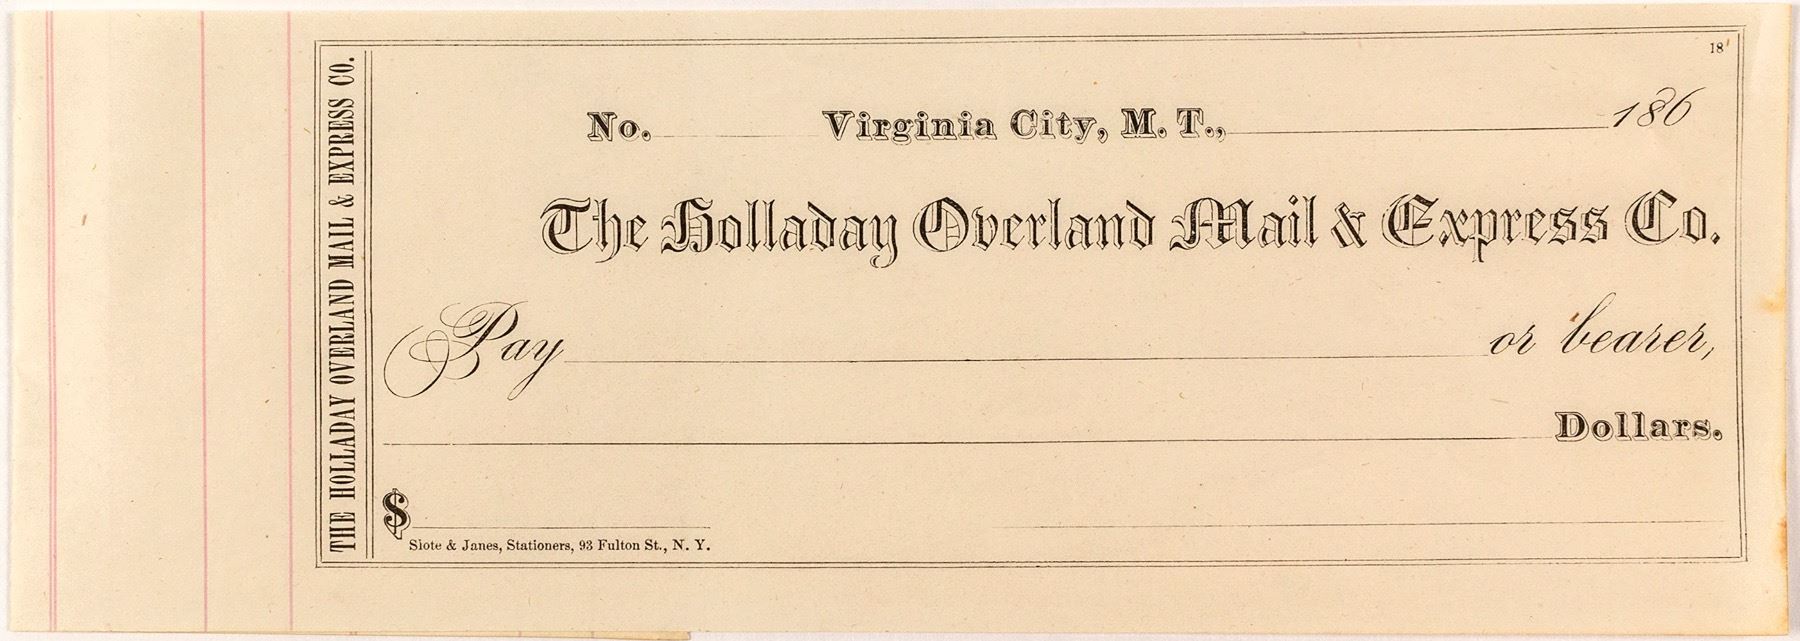 THE HOLLADAY OVERLAND MAIL & EXPRESS CO.
18
No. Virginia City, M. T., 186
The Holladay Overland Mail & Express Co.
Pay or bearer,
Dollars.
$
Slote & Janes, Stationers, 93 Fulton St., N. Y.